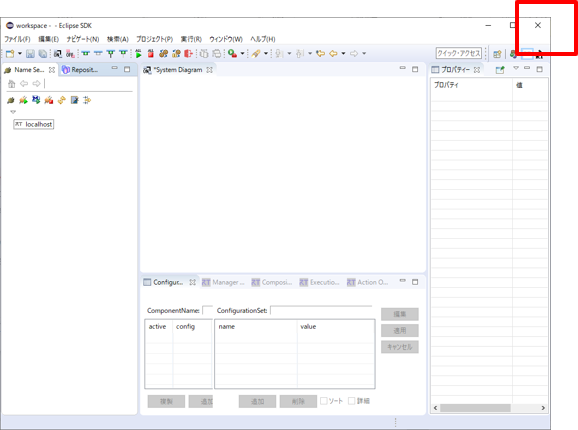 workspace - - Eclipse SDK
ファイル(F) 編集(E) ナビゲート(N) 検索(A) プロジェクト(P) 実行(R) ウィンドウ(W) ヘルプ(H)
クイック・アクセス
Name Se... Reposit... *System Diagram プロパティー
プロパティ 値
RT localhost
Configur... RT Manager ... RT Composi... RT Executio... RT Action O...
ComponentName: ConfigurationSet: 編集
active config name value 適用
キャンセル
複製 追加 追加 削除 ソート 詳細